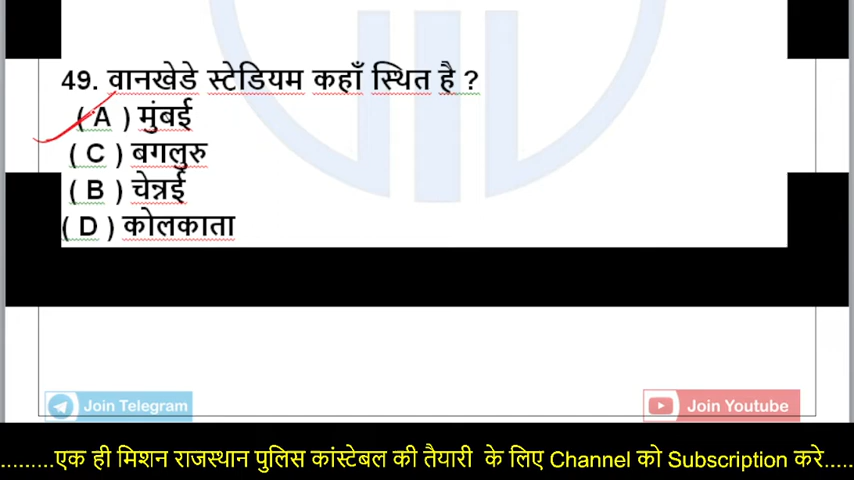 49. वानखेडे स्टेडियम कहाँ स्थित है ?
( A ) मुंबई
( C ) बगलुरु
( B ) चेन्नई
( D ) कोलकाता
Join Telegram
Join Youtube
.........एक ही मिशन राजस्थान पुलिस कांस्टेबल की तैयारी के लिए Channel को Subscription करे.....